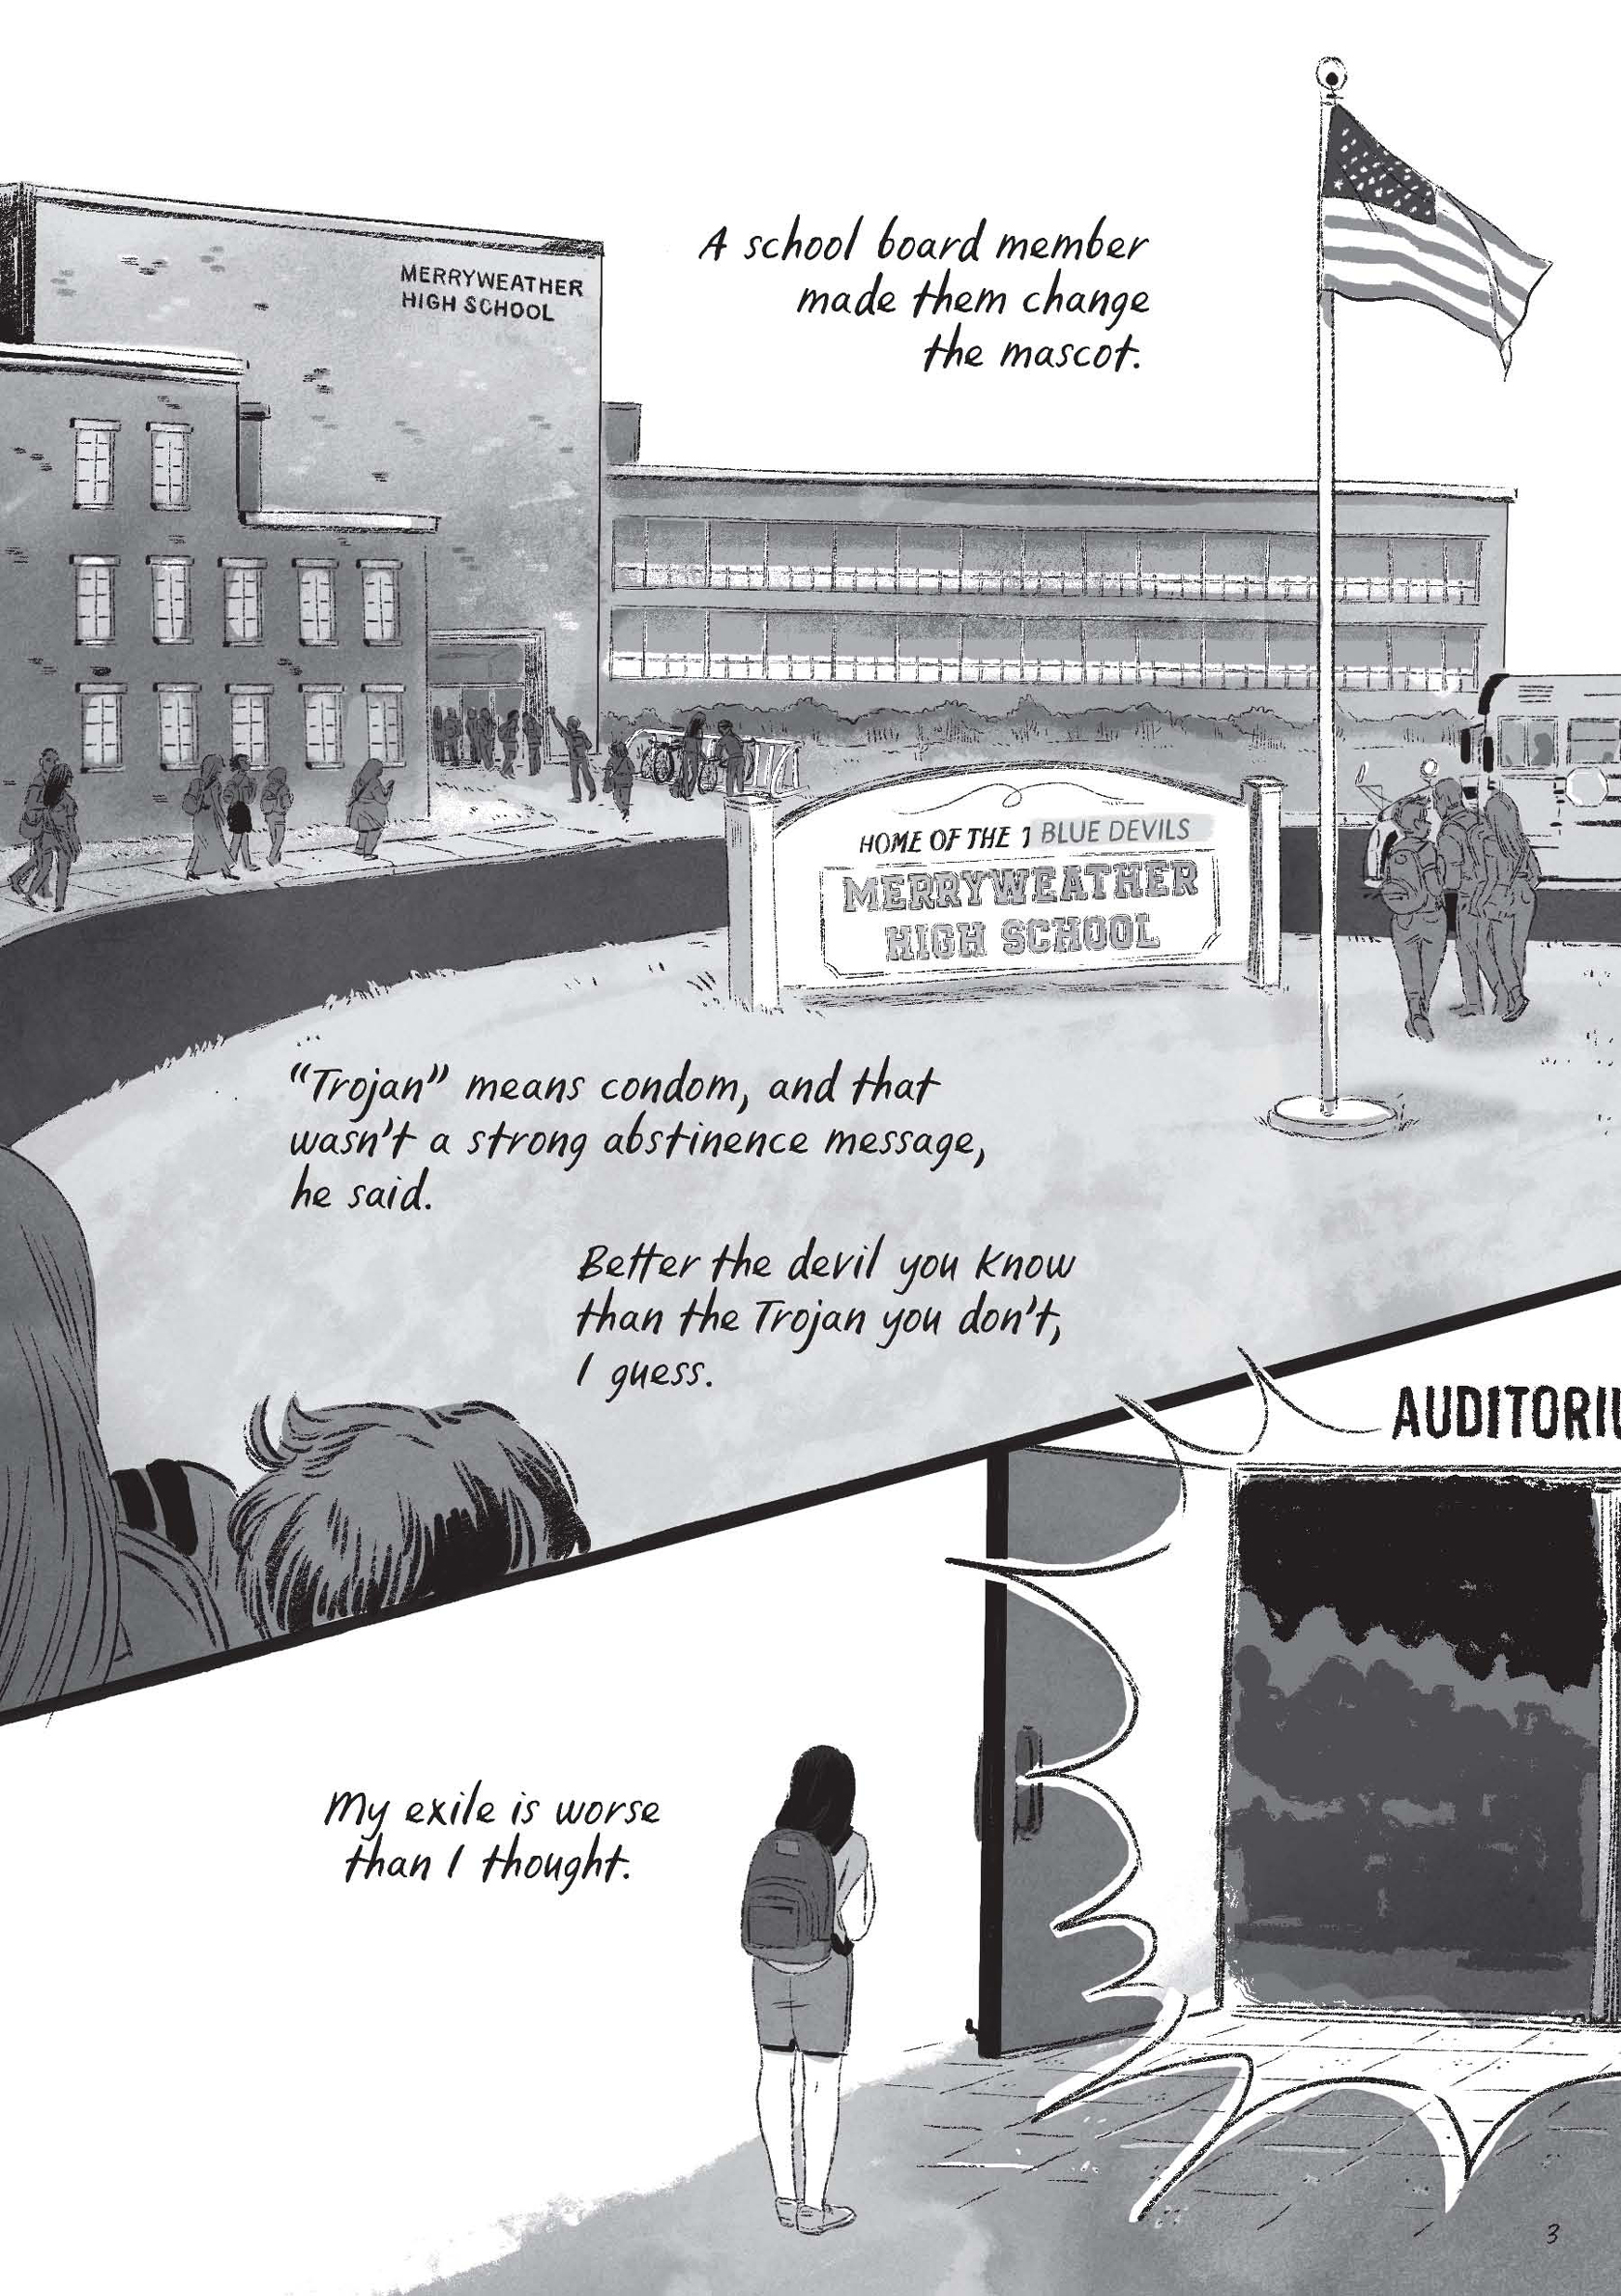 MERRYWEATHER
HIGH SCHOOL
A school board member
made them change
the mascot.
HOME OF THE T BLUE DEVILS
MERRYWEATHER
HIGH SCHOOL
“Trojan” means condom, and that
wasn't a strong abstinence message,
he said.
Better the devil you know
than the Trojan you don't,
I guess.
AUDITORIU
My exile is worse
than I thought.
3